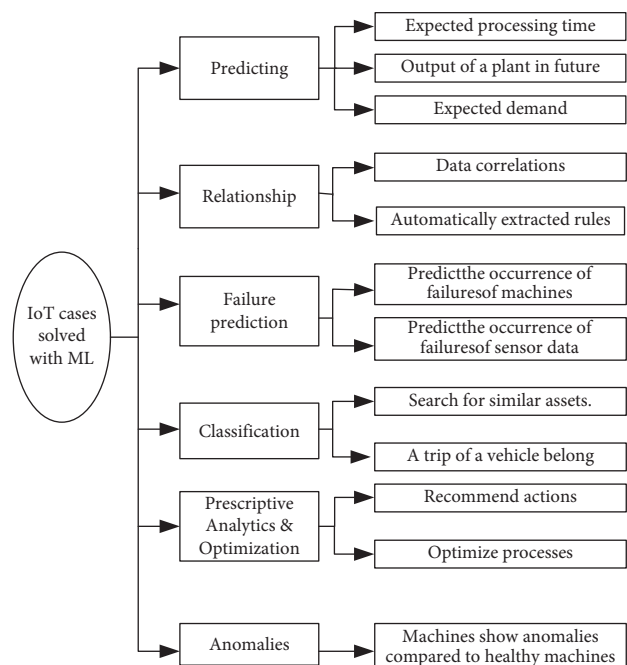 IoT cases
solved
with ML
Predicting
Expected processing time
Output of a plant in future
Expected demand
Relationship
Data correlations
Automatically extracted rules
Failure
prediction
Predictthe occurrence of
failuresof machines
Predictthe occurrence of
failuresof sensor data
Classification
Search for similar assets.
A trip of a vehicle belong
Prescriptive
Analytics &
Optimization
Recommend actions
Optimize processes
Anomalies
Machines show anomalies
compared to healthy machines